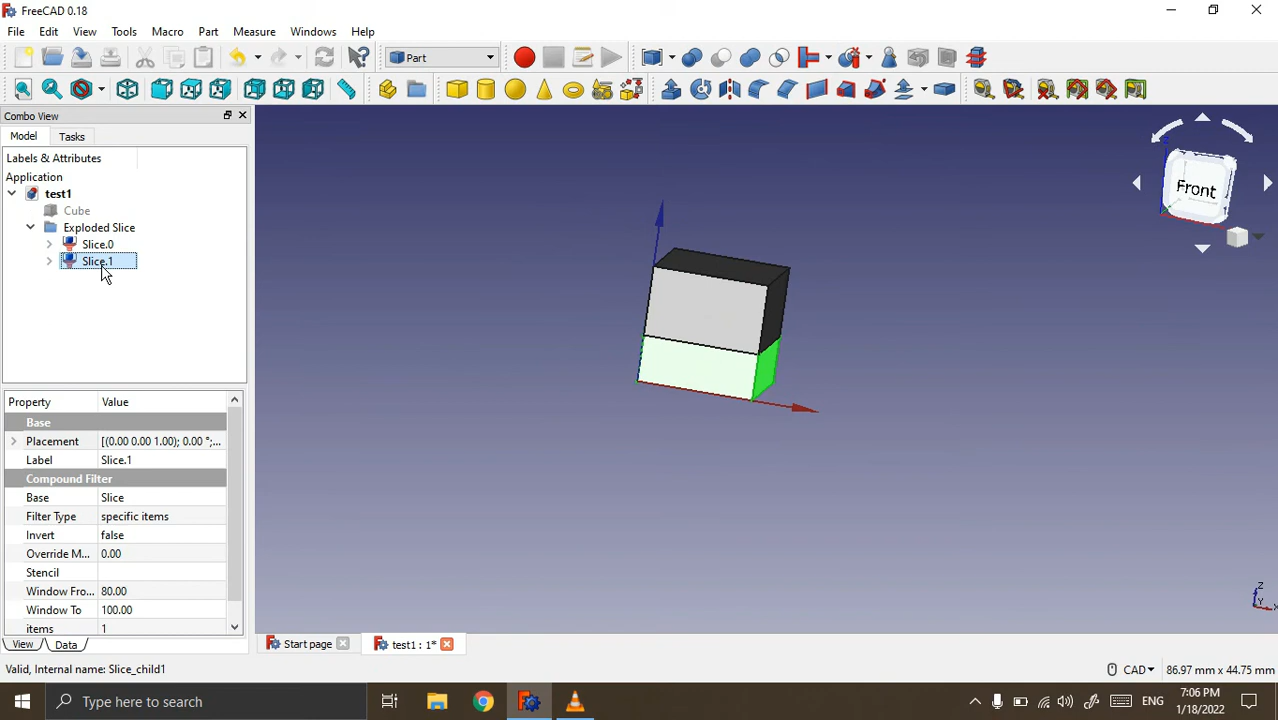 FreeCAD 0.18
File Edit View Tools Macro Part Measure Windows Help
Part
Combo View
Model Tasks
Labels & Attributes
Application
test1
Cube
Exploded Slice
Slice.0
Slice.1
Front
Property Value
Base
Placement [(0.00 0.00 1.00); 0.00 °;...
Label Slice.1
Compound Filter
Base Slice
Filter Type specific items
Invert false
Override M... 0.00
Stencil
Window Fro... 80.00
Window To 100.00
items 1
View Data
Z
Y
X
Start page test1 : 1*
Valid, Internal name: Slice_child1 CAD 86.97 mm x 44.75 mm
Type here to search ENG 7:06 PM
1/18/2022